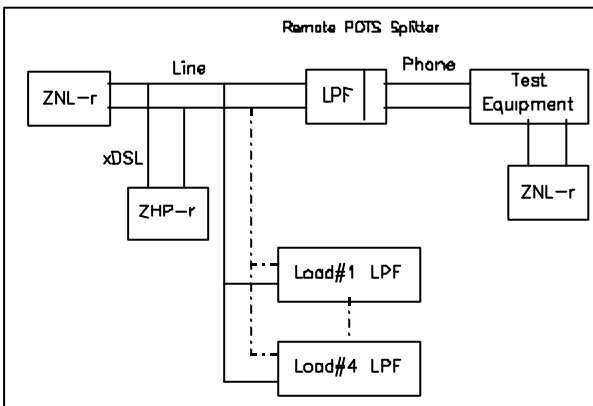 Remote POTS Splitter
Line
Phone
ZNL-r
LPF
Test
Equipment
xDSL
ZHP-r
ZNL-r
Load#1 LPF
Load#4 LPF